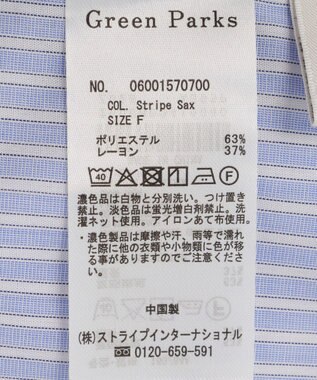 Green Parks
NO. 06001570700
COL. Stripe Sax
SIZE F
ポリエステル 63%
レーヨン 37%
40 F
濃色品は白物と分別洗い。つけ置き
禁止。淡色品は蛍光増白剤禁止。洗
濯ネット使用。アイロンあて布使用。
・濃色製品は摩擦や汗、雨等で濡れ
た際に他の衣類や小物類に色が移
る事がありますのでご注意下さい。
中国製
(株)ストライプインターナショナル
0120-659-591